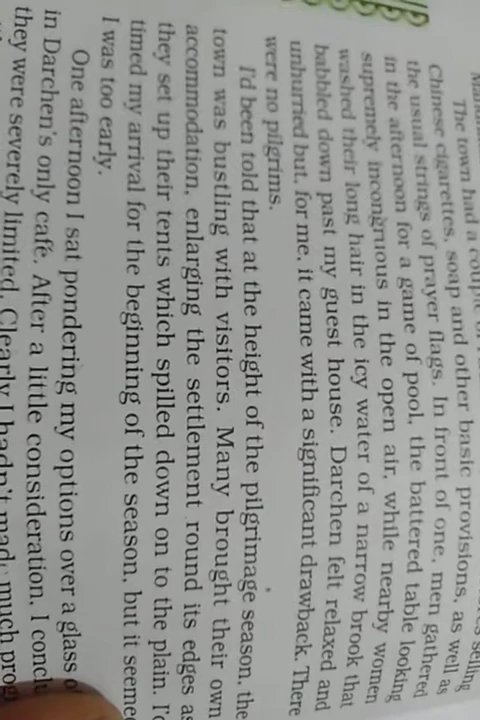 The town had a couple of
Chinese cigarettes, soap and other basic provisions, as well as
the usual strings of prayer flags. In front of one, men gathered
in the afternoon for a game of pool, the battered table looking
supremely incongruous in the open air, while nearby women
washed their long hair in the icy water of a narrow brook that
babbled down past my guest house. Darchen felt relaxed and
unhurried but, for me, it came with a significant drawback. There
were no pilgrims.
I'd been told that at the height of the pilgrimage season, the
town was bustling with visitors. Many brought their own
accommodation, enlarging the settlement round its edges as
they set up their tents which spilled down on to the plain. I'd
timed my arrival for the beginning of the season, but it seemed
I was too early.
One afternoon I sat pondering my options over a glass o
in Darchen's only café. After a little consideration, I conclu
they were severely limited. Clearly I hadn't made much prog